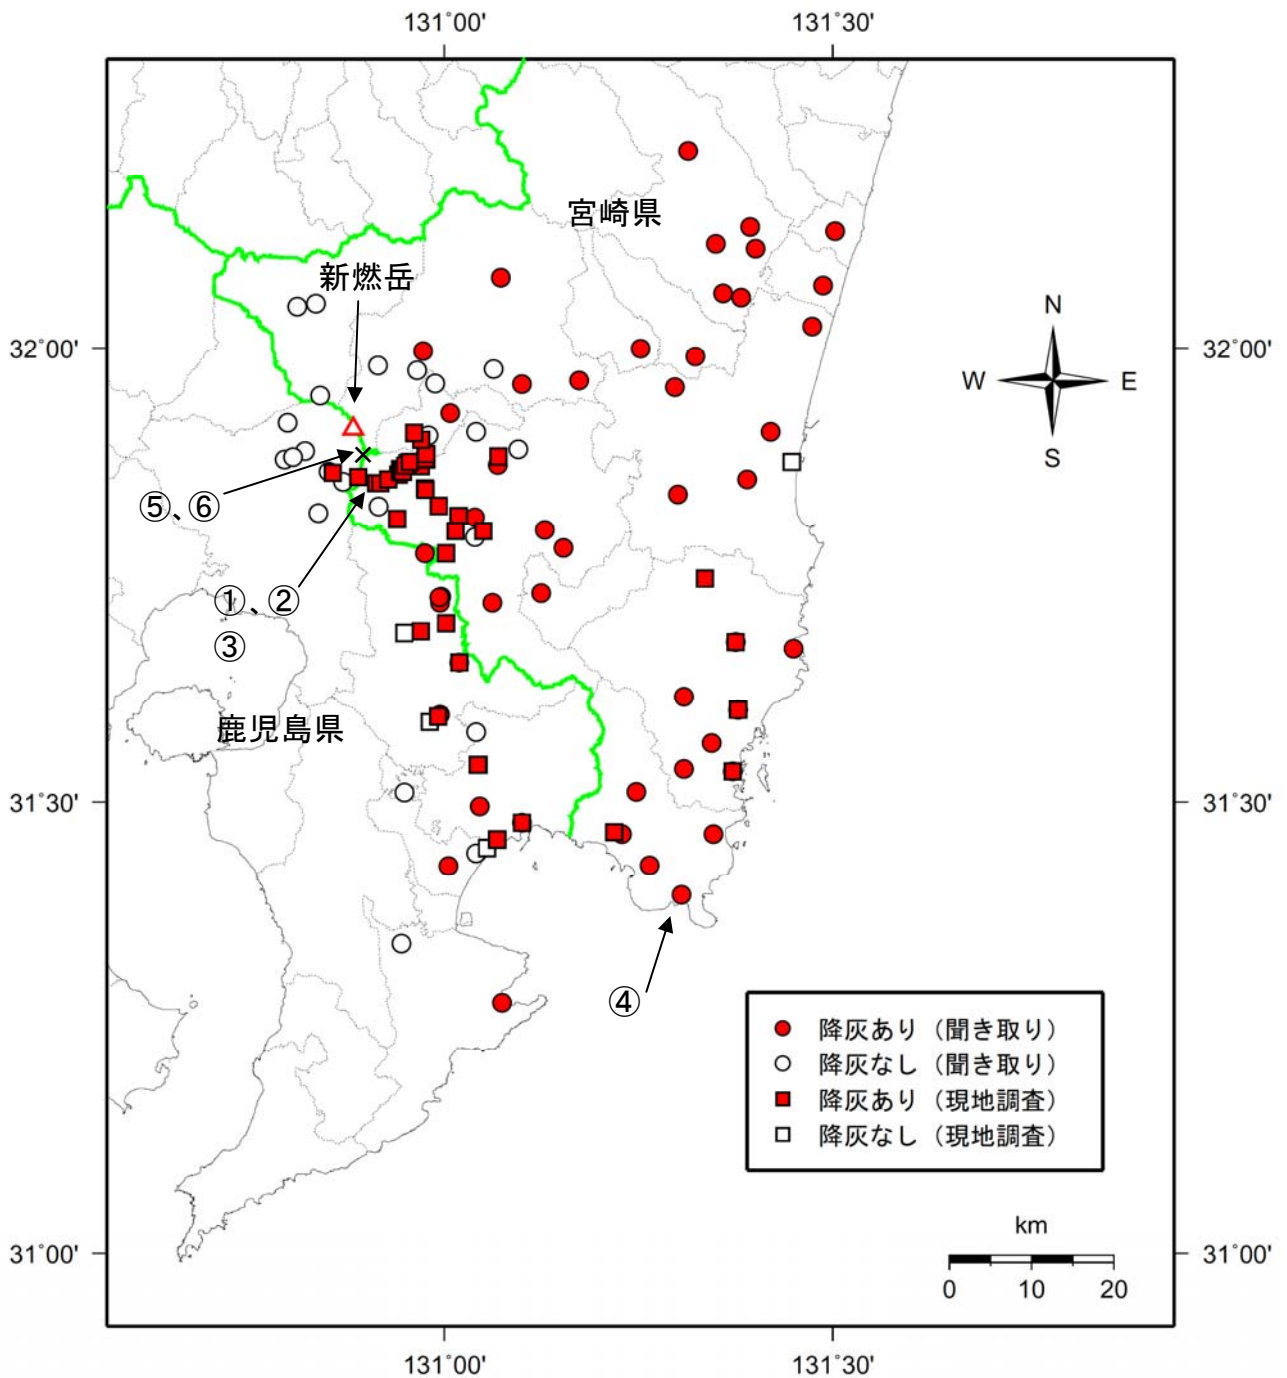 131°00'
131°30'
宮崎県
新燃岳
N
32°00'
32°00'
W
E
S
⑤、⑥
①、②
③
鹿児島県
31°30'
31°30'
④
降灰あり（聞き取り）
降灰なし（聞き取り）
降灰あり（現地調査）
降灰なし（現地調査）
km
31°00'
31°00'
0 10 20
131°00'
131°30'